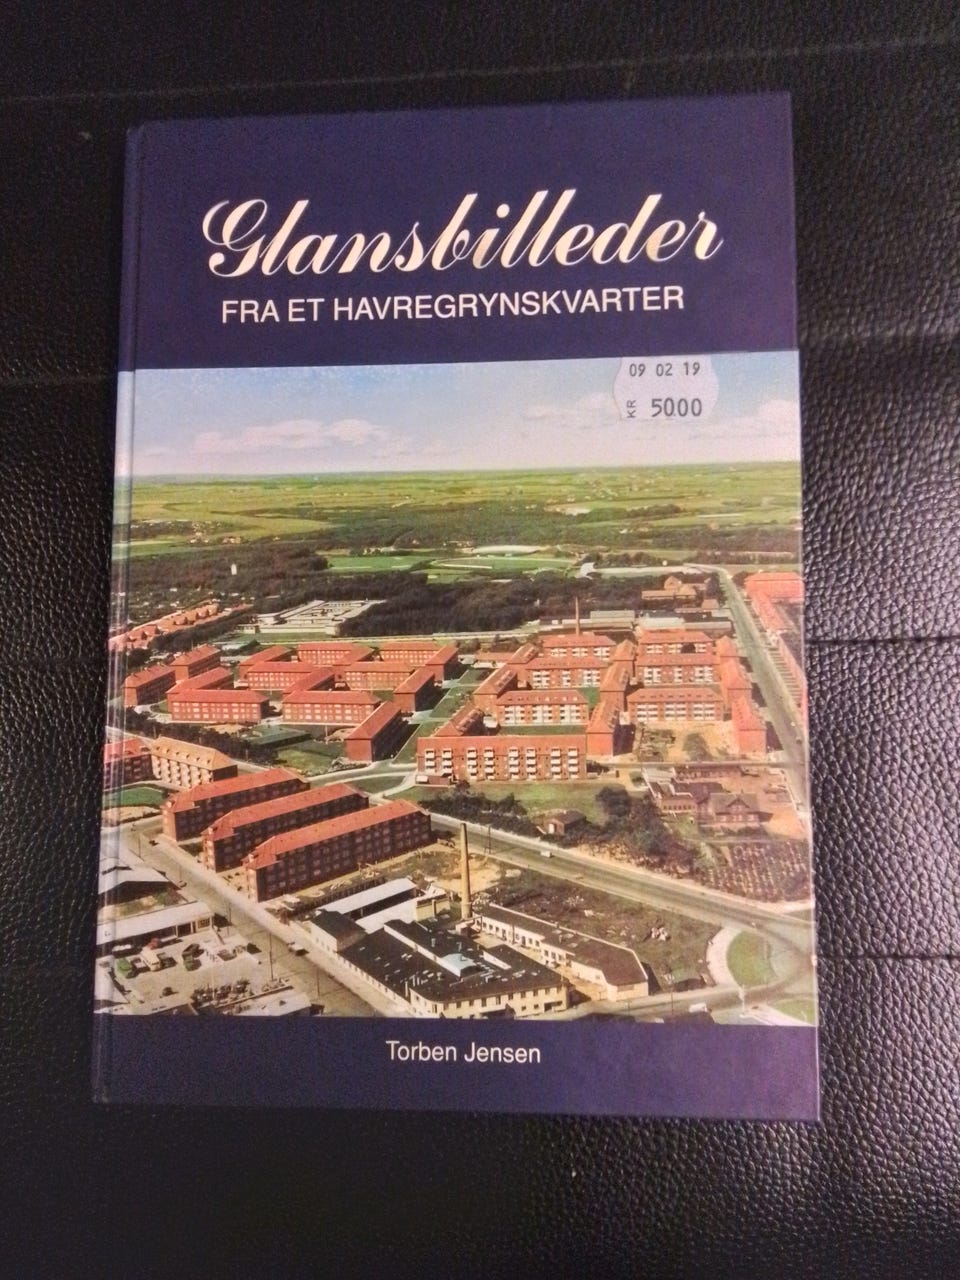 Glansbilleder
FRA ET HAVREGRYNSKVARTER
09 02 19
KR 5000
Torben Jensen